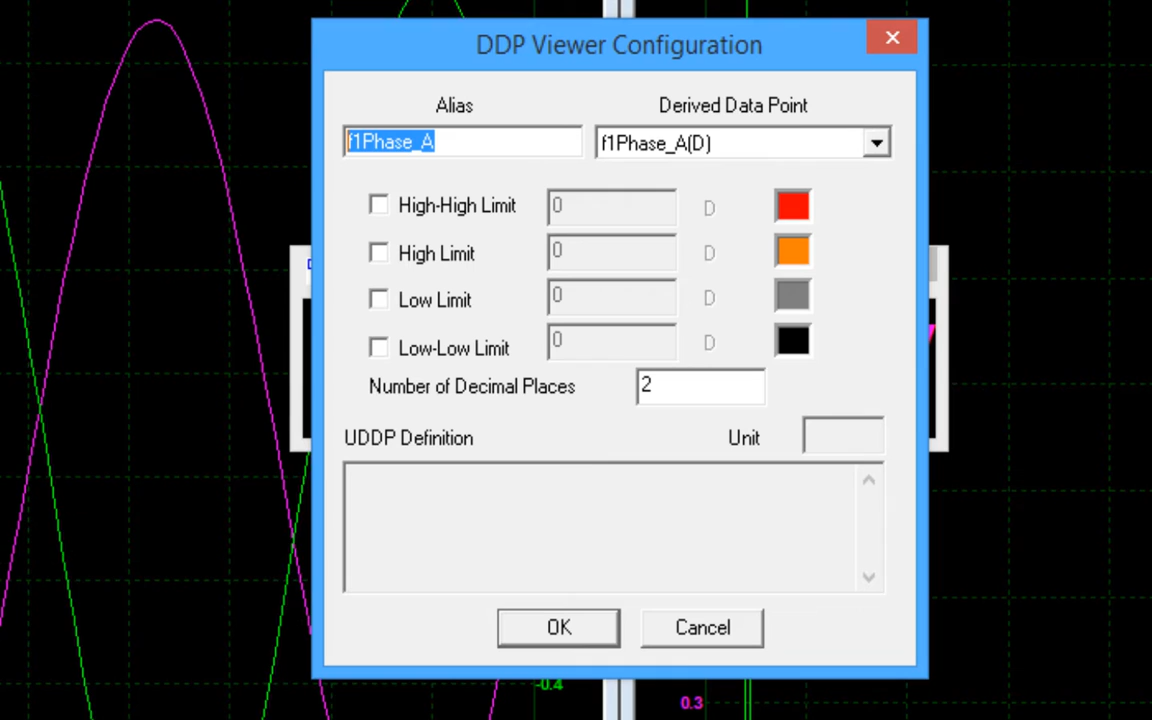 DDP Viewer Configuration
Alias
Derived Data Point
f1Phase_A
f1Phase_A(D)
High-High Limit 0 D
High Limit 0 D
Low Limit 0 D
Low-Low Limit 0 D
Number of Decimal Places 2
UDDP Definition
Unit
OK
Cancel
-0.4
0.3